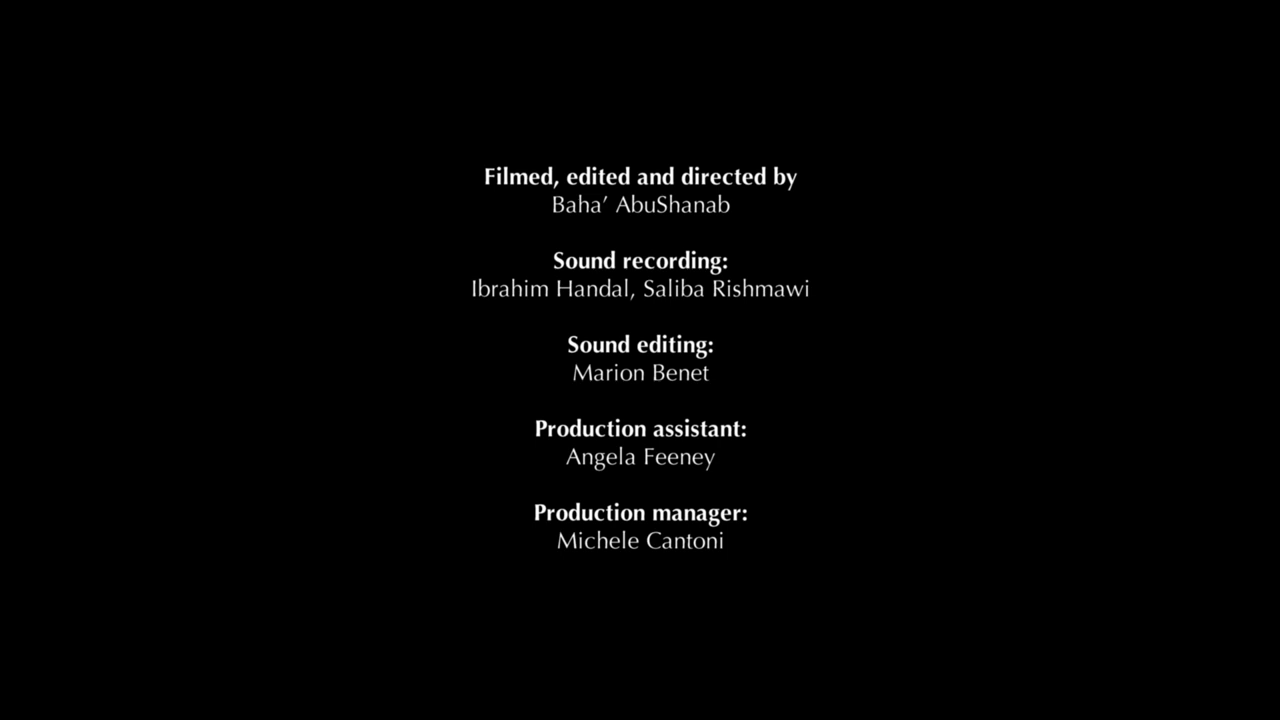 Filmed, edited and directed by
Baha’ AbuShanab
Sound recording:
Ibrahim Handal, Saliba Rishmawi
Sound editing:
Marion Benet
Production assistant:
Angela Feeney
Production manager:
Michele Cantoni